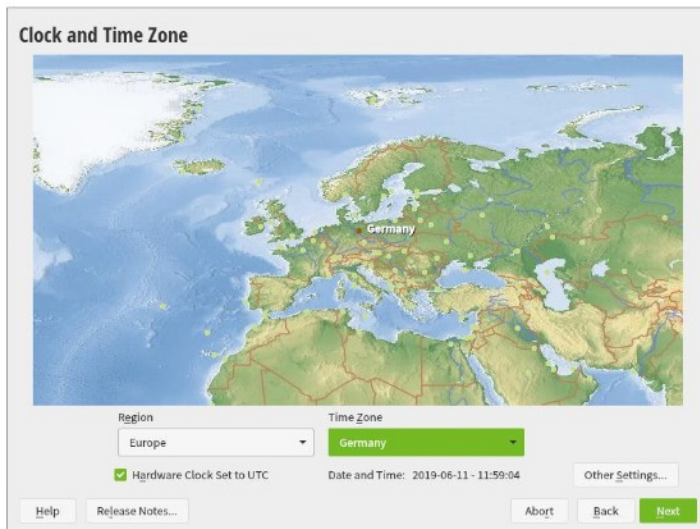 Clock and Time Zone
Germany
Region
Time Zone
Europe
Germany
Hardware Clock Set to UTC
Date and Time: 2019-06-11 - 11:59:04
Other Settings...
Help
Release Notes...
Abort
Back
Next